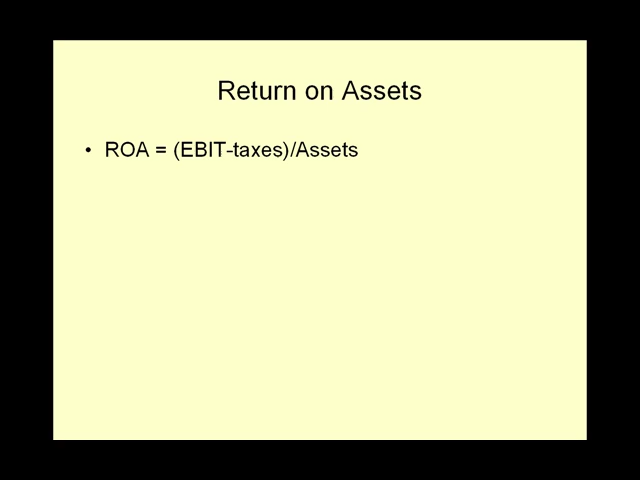 Return on Assets
• ROA = (EBIT-taxes)/Assets